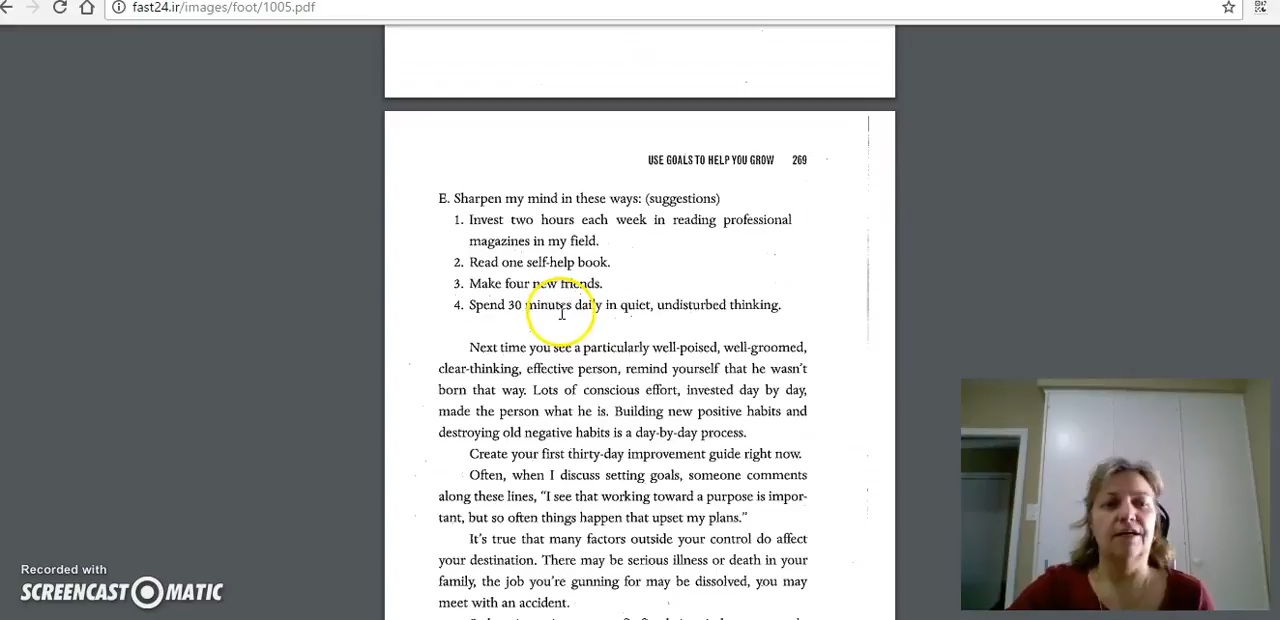 fast24.ir/images/foot/1005.pdf
USE GOALS TO HELP YOU GROW 269
E. Sharpen my mind in these ways: (suggestions)
1. Invest two hours each week in reading professional
magazines in my field.
2. Read one self-help book.
3. Make four new friends.
4. Spend 30 minutes daily in quiet, undisturbed thinking.
Next time you see a particularly well-poised, well-groomed,
clear-thinking, effective person, remind yourself that he wasn't
born that way. Lots of conscious effort, invested day by day,
made the person what he is. Building new positive habits and
destroying old negative habits is a day-by-day process.
Create your first thirty-day improvement guide right now.
Often, when I discuss setting goals, someone comments
along these lines, “I see that working toward a purpose is impor-
tant, but so often things happen that upset my plans.”
It's true that many factors outside your control do affect
your destination. There may be serious illness or death in your
family, the job you're gunning for may be dissolved, you may
meet with an accident.
Recorded with
SCREENCAST MATIC